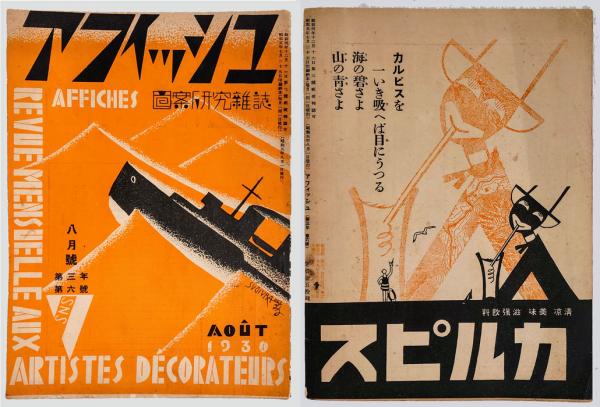 アフィッシュ
AFFICHES
圖案研究雜誌
REVUE MENSUELLE AUX
ARTISTES DÉCORATEURS
八月號
第三年
第六號
SNS
AOÛT
1930
カルピスを
一いき吸へば目にうつる
海の碧さよ
山の青さよ
清涼 美味 滋強飲料
カルピス